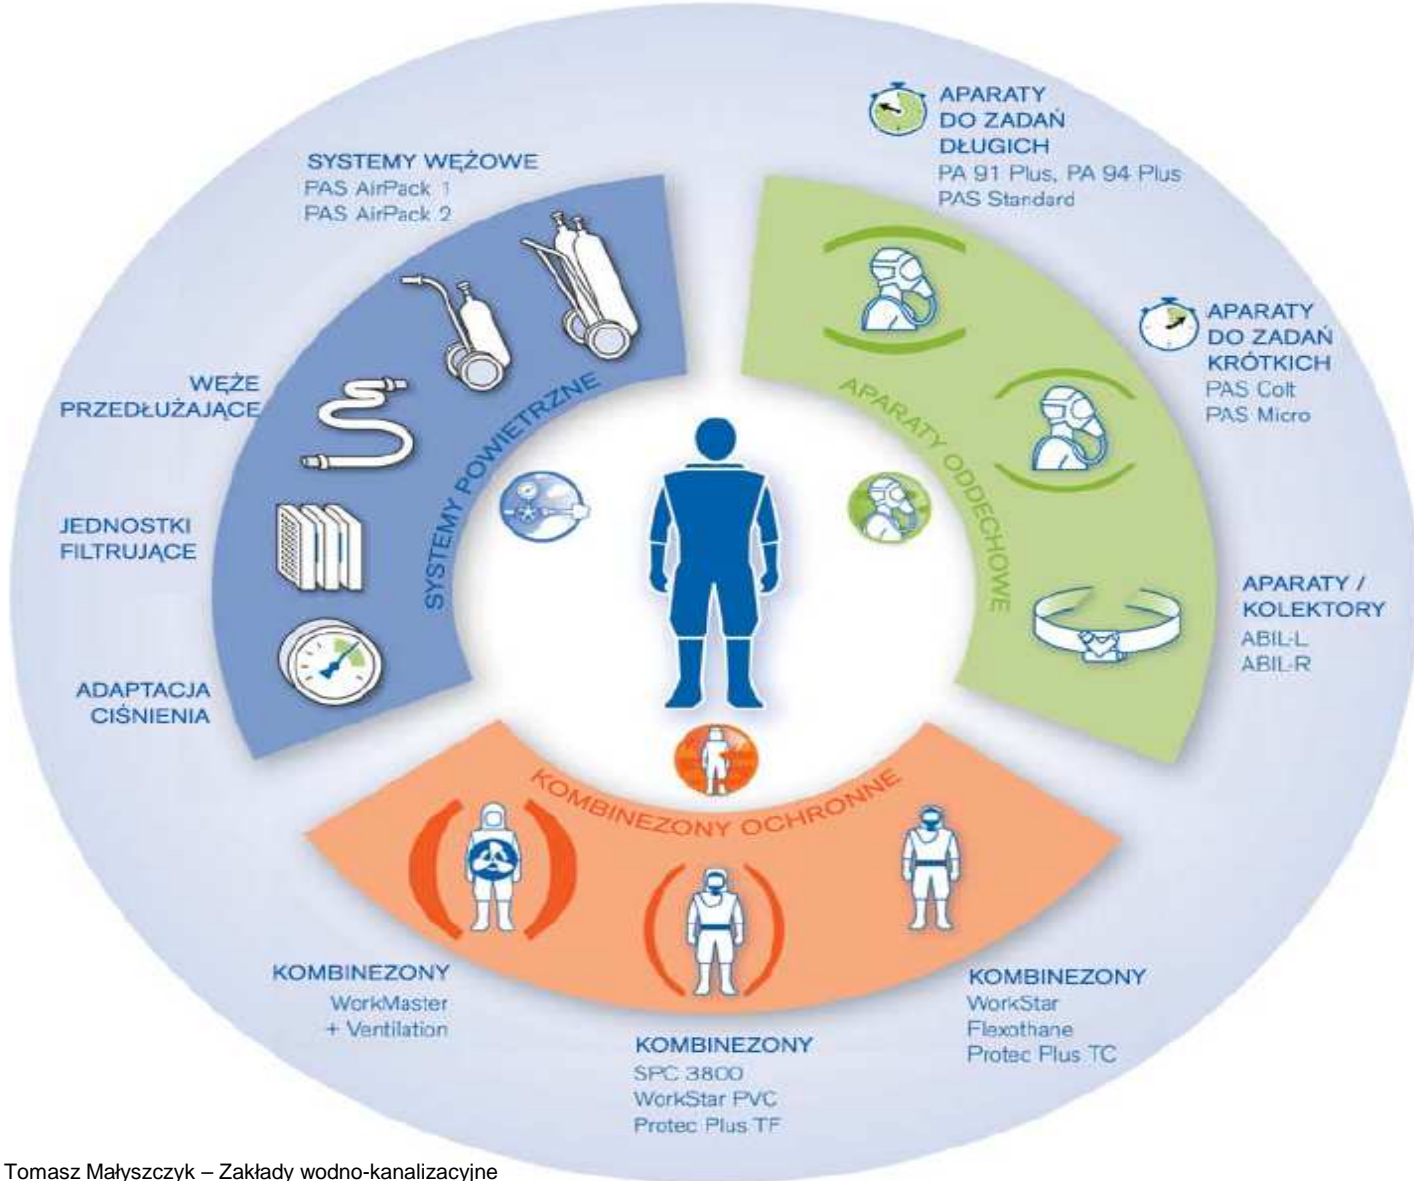 APARATY
DO ZADAŃ
DŁUGICH
PA 91 Plus, PA 94 Plus
PAS Standard
SYSTEMY WĘŻOWE
PAS AirPack 1
PAS AirPack 2
APARATY
DO ZADAŃ
KRÓTKICH
PAS Colt
PAS Micro
WĘŻE
PRZEDŁUŻAJĄCE
JEDNOSTKI
FILTRUJĄCE
ADAPTACJA
CIŚNIENIA
SYSTEMY POWIETRZNE
APARATY ODDECHOWE
APARATY /
KOLEKTORY
ABIL-L
ABIL-R
KOMBINEZONY OCHRONNE
KOMBINEZONY
WorkMaster
+ Ventilation
KOMBINEZONY
SPC 3800
WorkStar PVC
Protec Plus TF
KOMBINEZONY
WorkStar
Flexothane
Protec Plus TC
Tomasz Małyszczyk – Zakłady wodno-kanalizacyjne